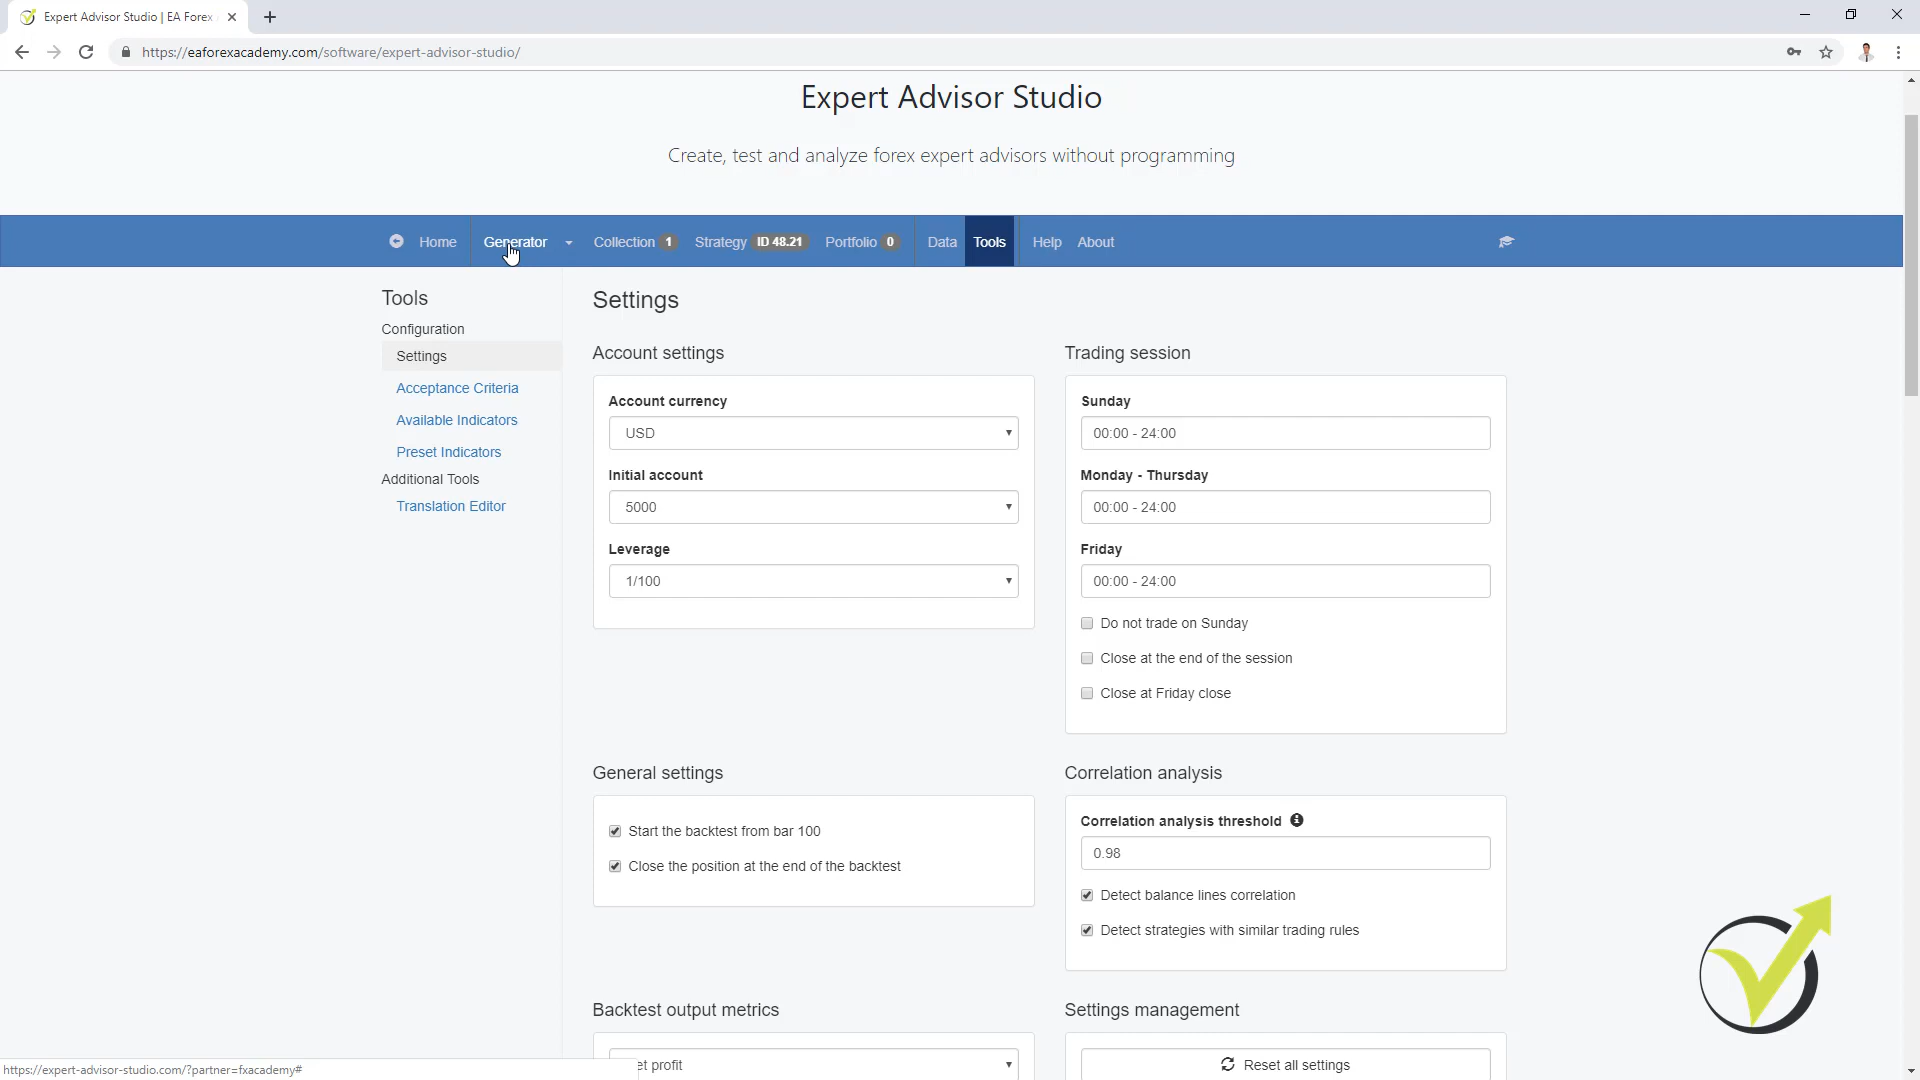 Expert Advisor Studio | EA Forex
https://eaforexacademy.com/software/expert-advisor-studio/
Expert Advisor Studio
Create, test and analyze forex expert advisors without programming
Home Generator Collection 1 Strategy ID 48.21 Portfolio 0 Data Tools Help About
Tools
Configuration
Settings
Acceptance Criteria
Available Indicators
Preset Indicators
Additional Tools
Translation Editor
Settings
Account settings
Account currency
USD
Initial account
5000
Leverage
1/100
Trading session
Sunday
00:00 - 24:00
Monday - Thursday
00:00 - 24:00
Friday
00:00 - 24:00
Do not trade on Sunday
Close at the end of the session
Close at Friday close
General settings
Start the backtest from bar 100
Close the position at the end of the backtest
Correlation analysis
Correlation analysis threshold
0.98
Detect balance lines correlation
Detect strategies with similar trading rules
Backtest output metrics
et profit
Settings management
Reset all settings
https://expert-advisor-studio.com/?partner=fxacademy#